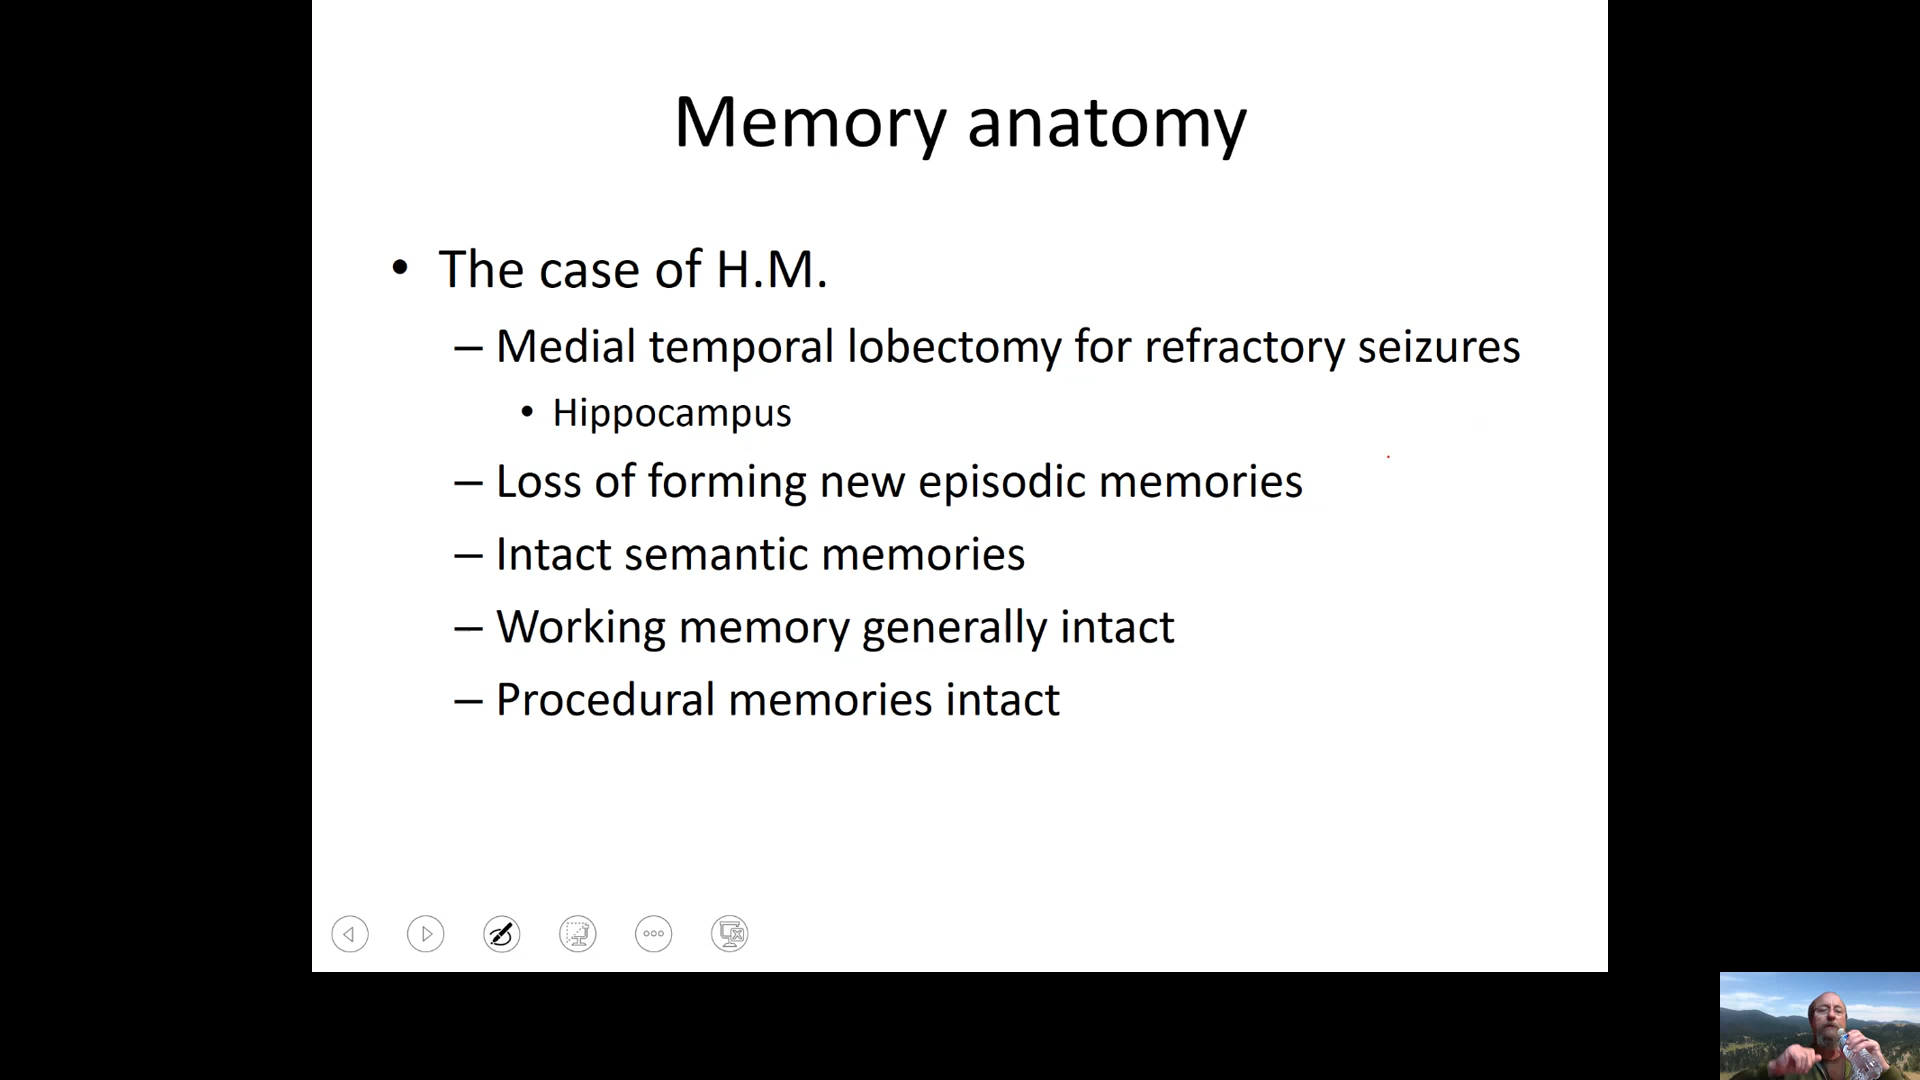 Memory anatomy
• The case of H.M.
– Medial temporal lobectomy for refractory seizures
• Hippocampus
– Loss of forming new episodic memories
– Intact semantic memories
– Working memory generally intact
– Procedural memories intact